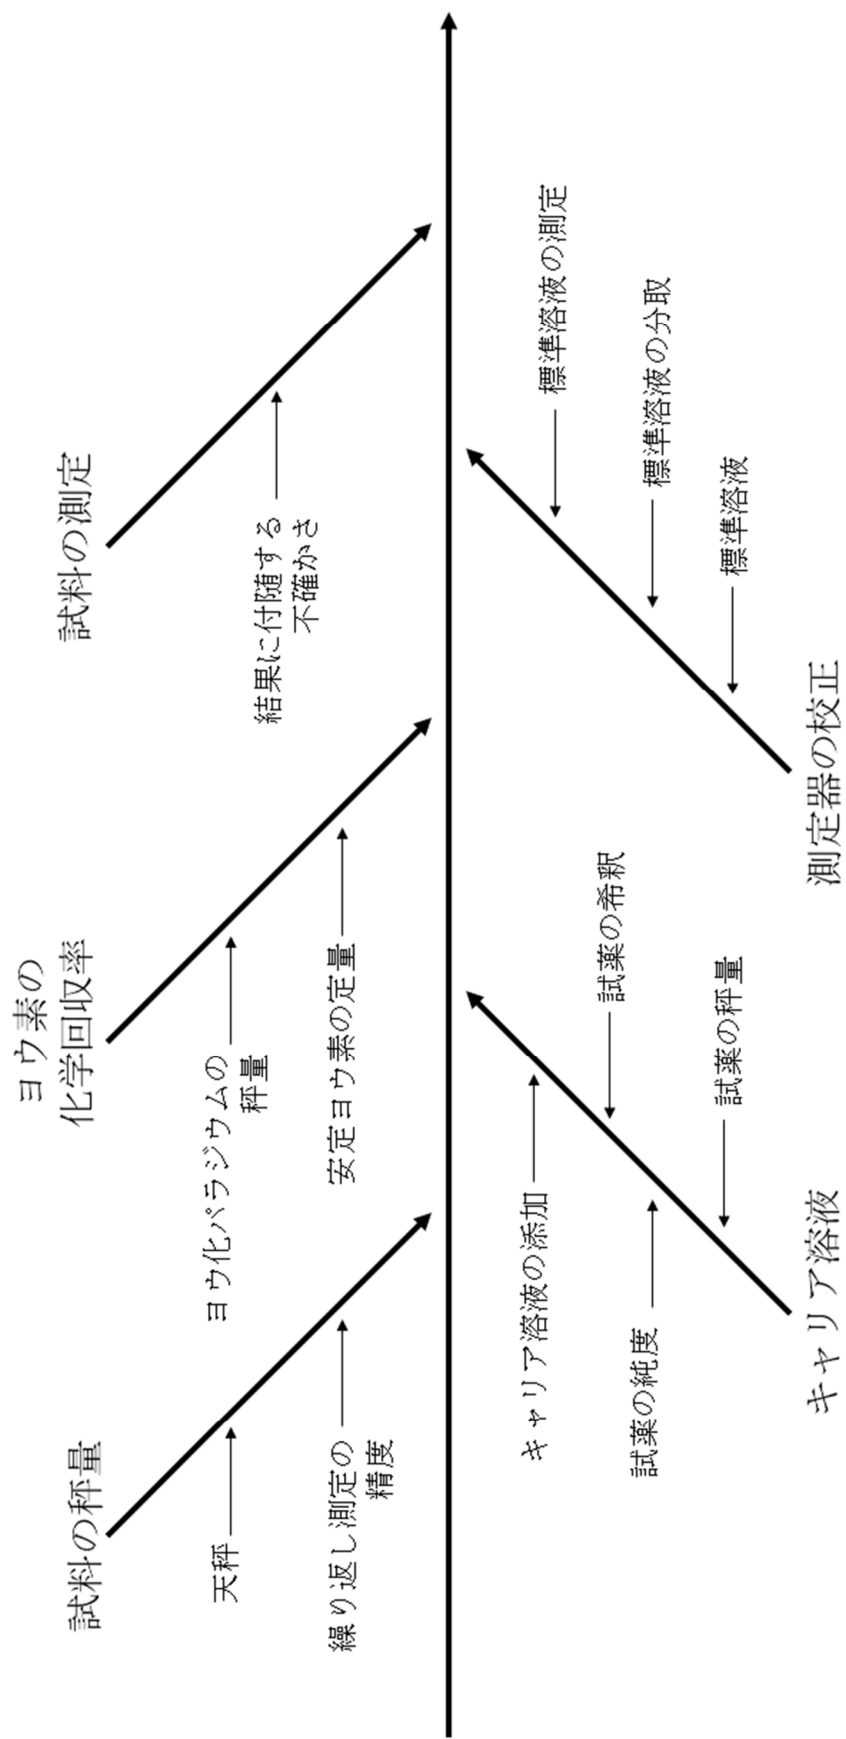 試料の秤量
天秤
繰り返し測定の
精度
ヨウ素の
化学回収率
ヨウ化パラジウムの
秤量
安定ヨウ素の定量
試料の測定
結果に付随する
不確かさ
キャリア溶液の添加
試薬の希釈
試薬の純度
試薬の秤量
キャリア溶液
標準溶液の測定
標準溶液の分取
標準溶液
測定器の校正